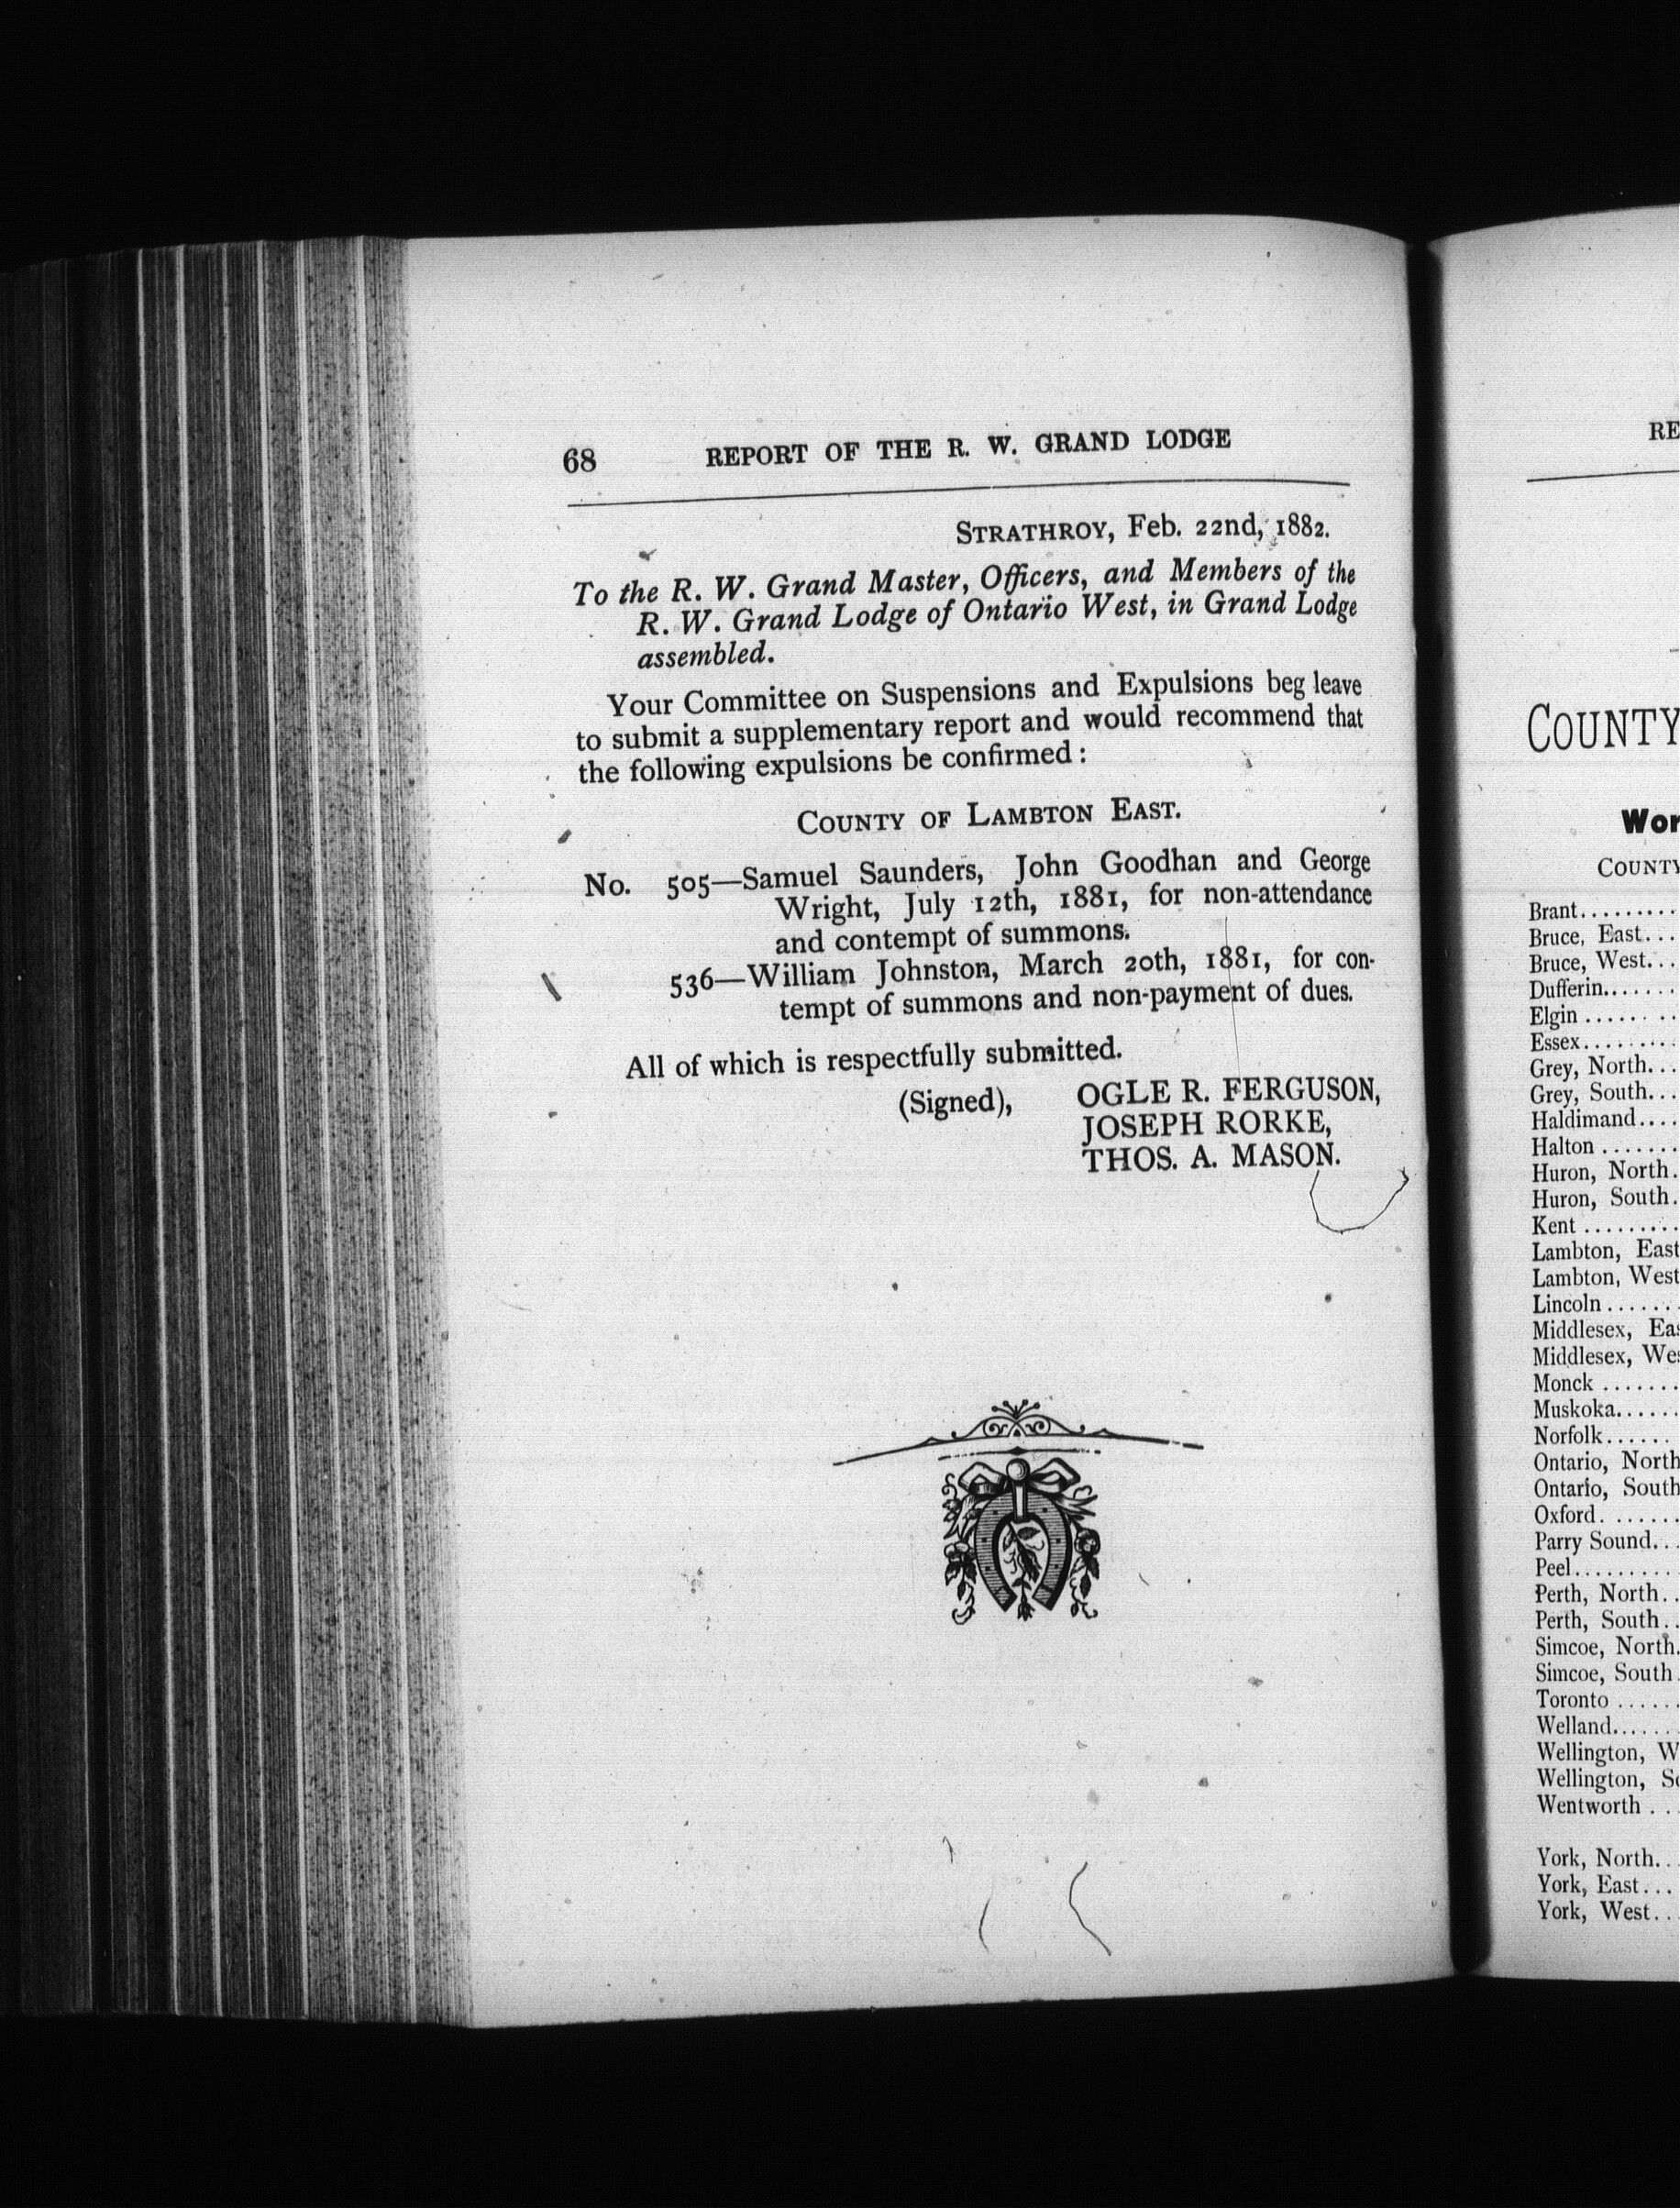 68 REPORT OF THE R. W. GRAND LODGE
STRATHROY, Feb. 22nd, 1882.
To the R. W. Grand Master, Officers, and Members of the
R. W. Grand Lodge of Ontario West, in Grand Lodge
assembled.
Your Committee on Suspensions and Expulsions beg leave
to submit a supplementary report and would recommend that
the following expulsions be confirmed :
COUNTY OF LAMBTON EAST.
No. 505—Samuel Saunders, John Goodhan and George
Wright, July 12th, 1881, for non-attendance
and contempt of summons.
536—William Johnston, March 20th, 1881, for con-
tempt of summons and non-payment of dues.
All of which is respectfully submitted.
(Signed), OGLE R. FERGUSON,
JOSEPH RORKE,
THOS. A. MASON.
RE
COUNTY
Wor
COUNTY
Brant.........
Bruce, East...
Bruce, West...
Dufferin.......
Elgin ........
Essex.........
Grey, North...
Grey, South...
Haldimand....
Halton .......
Huron, North.
Huron, South.
Kent .........
Lambton, East
Lambton, West
Lincoln .......
Middlesex, Eas
Middlesex, Wes
Monck .......
Muskoka......
Norfolk......
Ontario, North
Ontario, South
Oxford. ......
Parry Sound...
Peel..........
Perth, North..
Perth, South..
Simcoe, North.
Simcoe, South.
Toronto ......
Welland......
Wellington, W
Wellington, So
Wentworth ...
York, North...
York, East...
York, West...